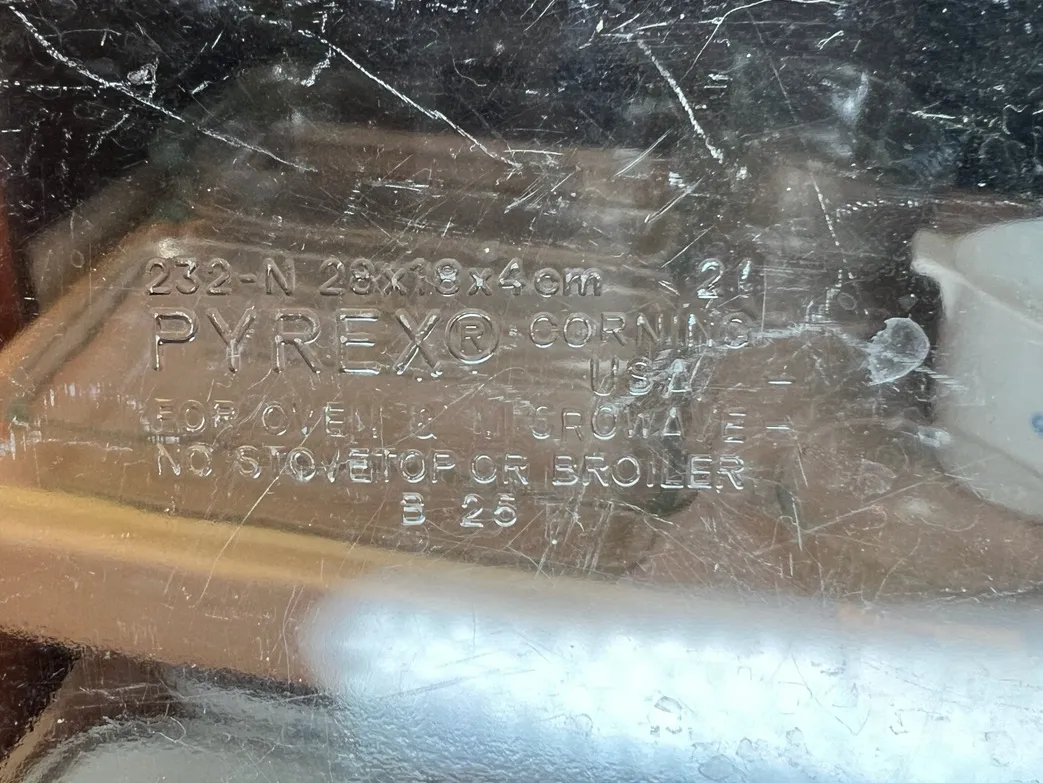 232-N 28x18x4cm 2L
PYREX® CORNING
USA –
FOR OVEN & MICROWAVE –
NO STOVETOP OR BROILER
B 25